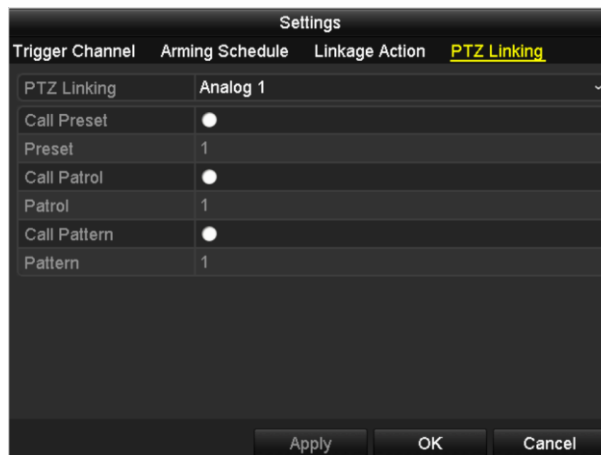 Settings
Trigger Channel Arming Schedule Linkage Action PTZ Linking
PTZ Linking Analog 1
Call Preset
Preset 1
Call Patrol
Patrol 1
Call Pattern
Pattern 1
Apply OK Cancel